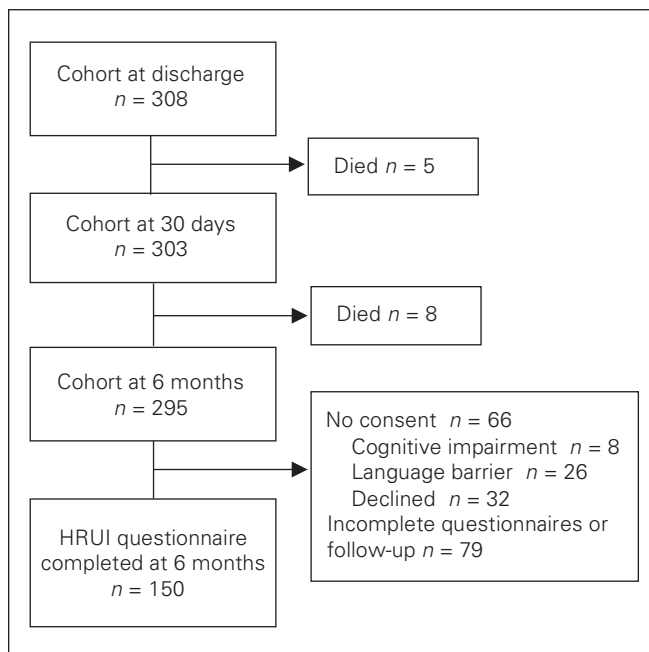 Cohort at discharge
n = 308
Died n = 5
Cohort at 30 days
n = 303
Died n = 8
Cohort at 6 months
n = 295
No consent n = 66
Cognitive impairment n = 8
Language barrier n = 26
Declined n = 32
Incomplete questionnaires or
follow-up n = 79
HRUI questionnaire
completed at 6 months
n = 150